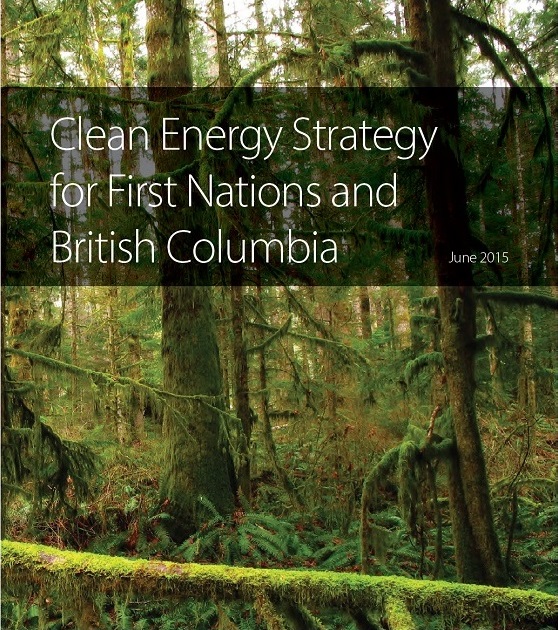 Clean Energy Strategy
for First Nations and
British Columbia
June 2015